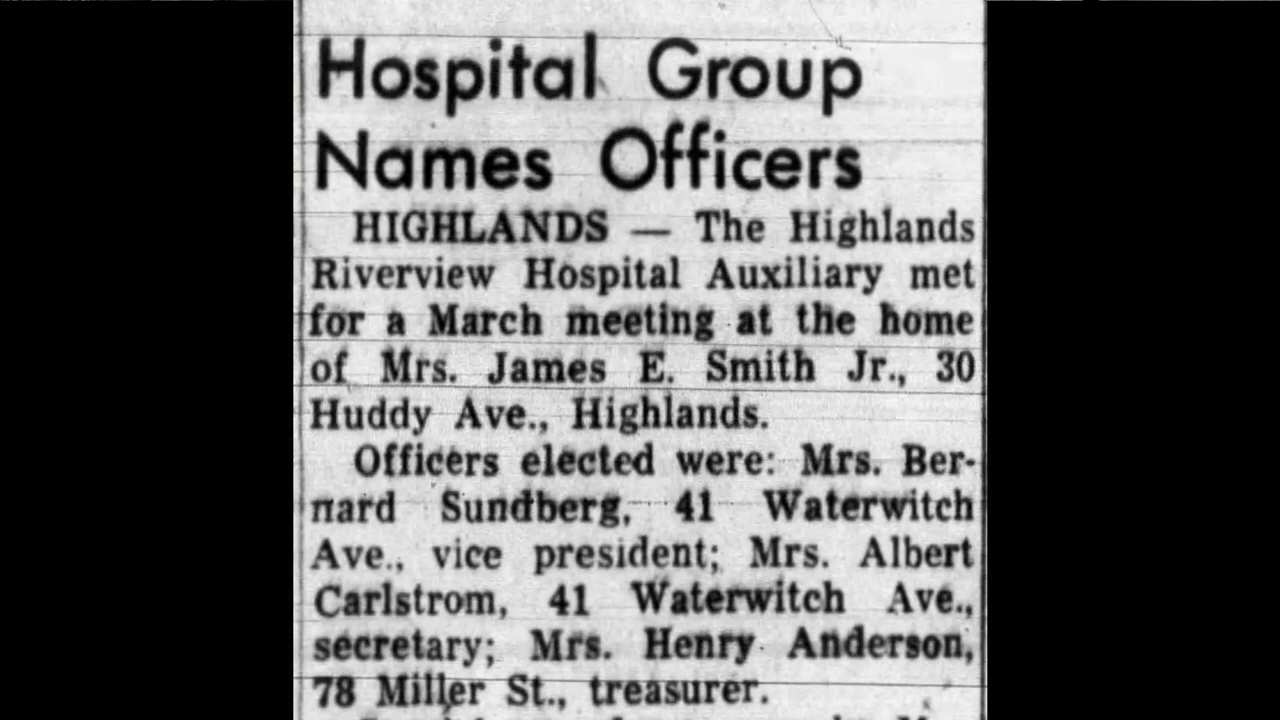 Hospital Group
Names Officers
HIGHLANDS — The Highlands
Riverview Hospital Auxiliary met
for a March meeting at the home
of Mrs. James E. Smith Jr., 30
Huddy Ave., Highlands.
Officers elected were: Mrs. Ber-
nard Sundberg, 41 Waterwitch
Ave., vice president; Mrs. Albert
Carlstrom, 41 Waterwitch Ave.,
secretary; Mrs. Henry Anderson,
78 Miller St., treasurer.